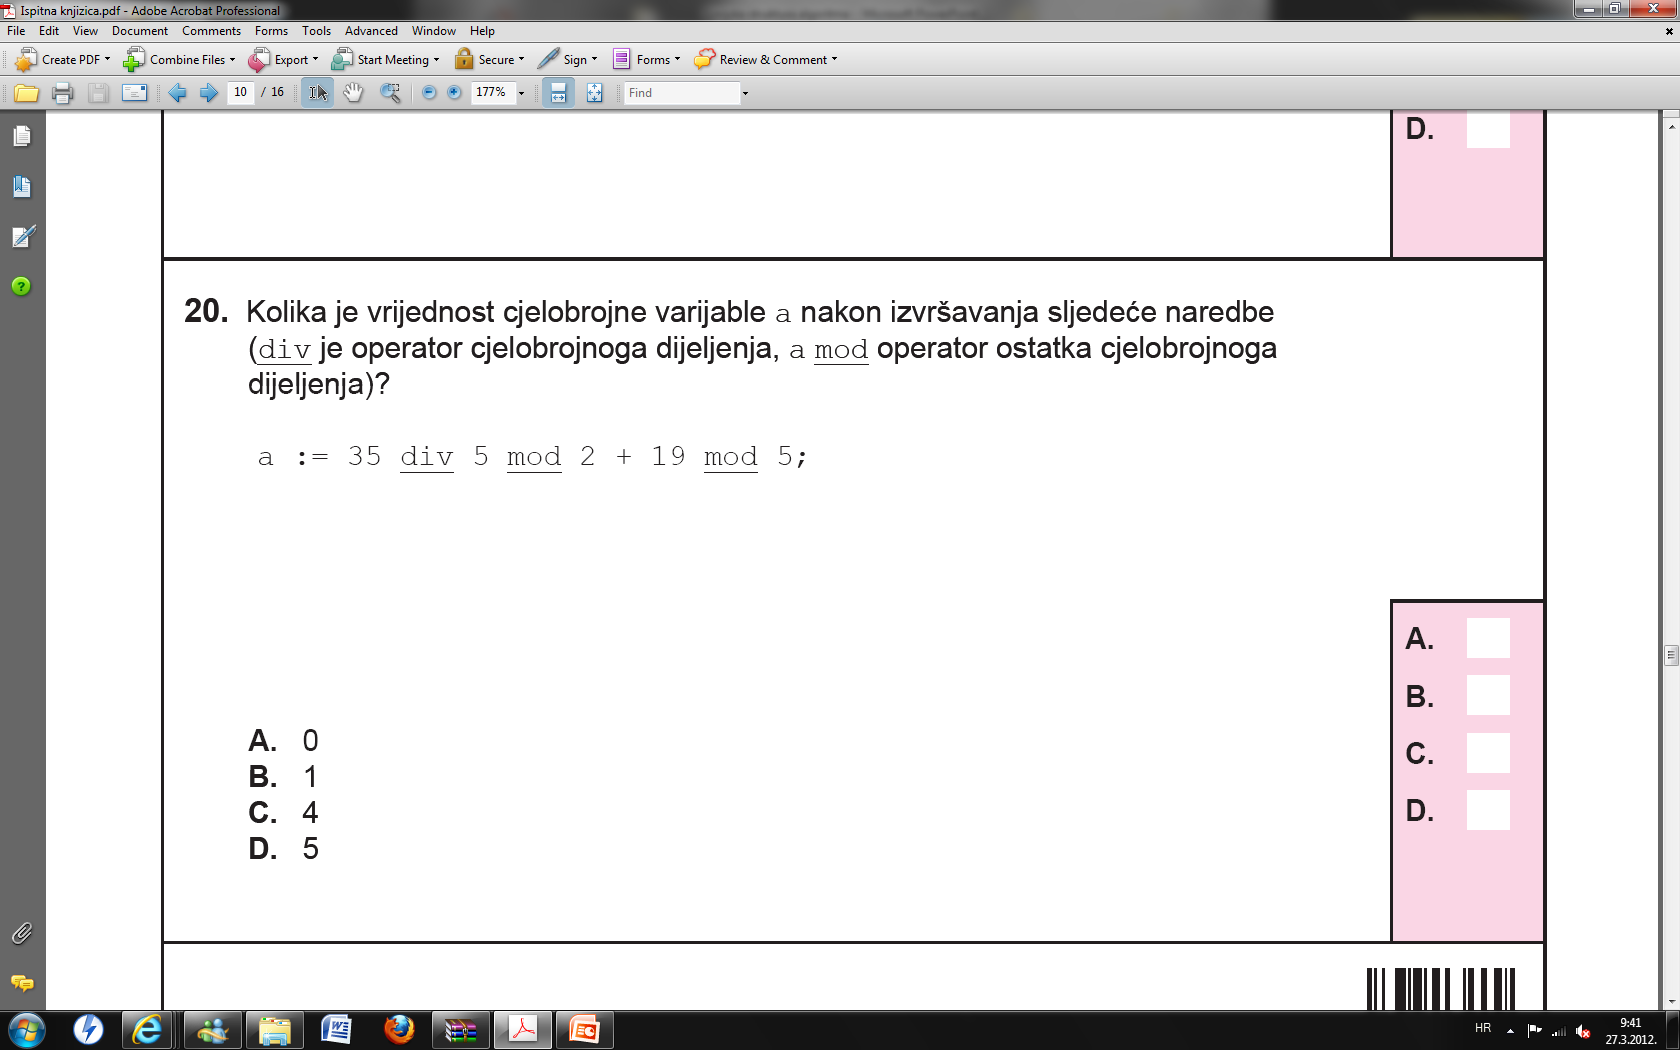 Ispitna knjizica.pdf - Adobe Acrobat Professional
File Edit View Document Comments Forms Tools Advanced Window Help
Create PDF Combine Files Export Start Meeting Secure Sign Forms Review & Comment
10 / 16 177% Find
D.
20. Kolika je vrijednost cjelobrojne varijable a nakon izvršavanja sljedeće naredbe
(div je operator cjelobrojnoga dijeljenja, a mod operator ostatka cjelobrojnoga
dijeljenja)?
a := 35 div 5 mod 2 + 19 mod 5;
A.
B.
C.
D.
A. 0
B. 1
C. 4
D. 5
HR 9:41
27.3.2012.